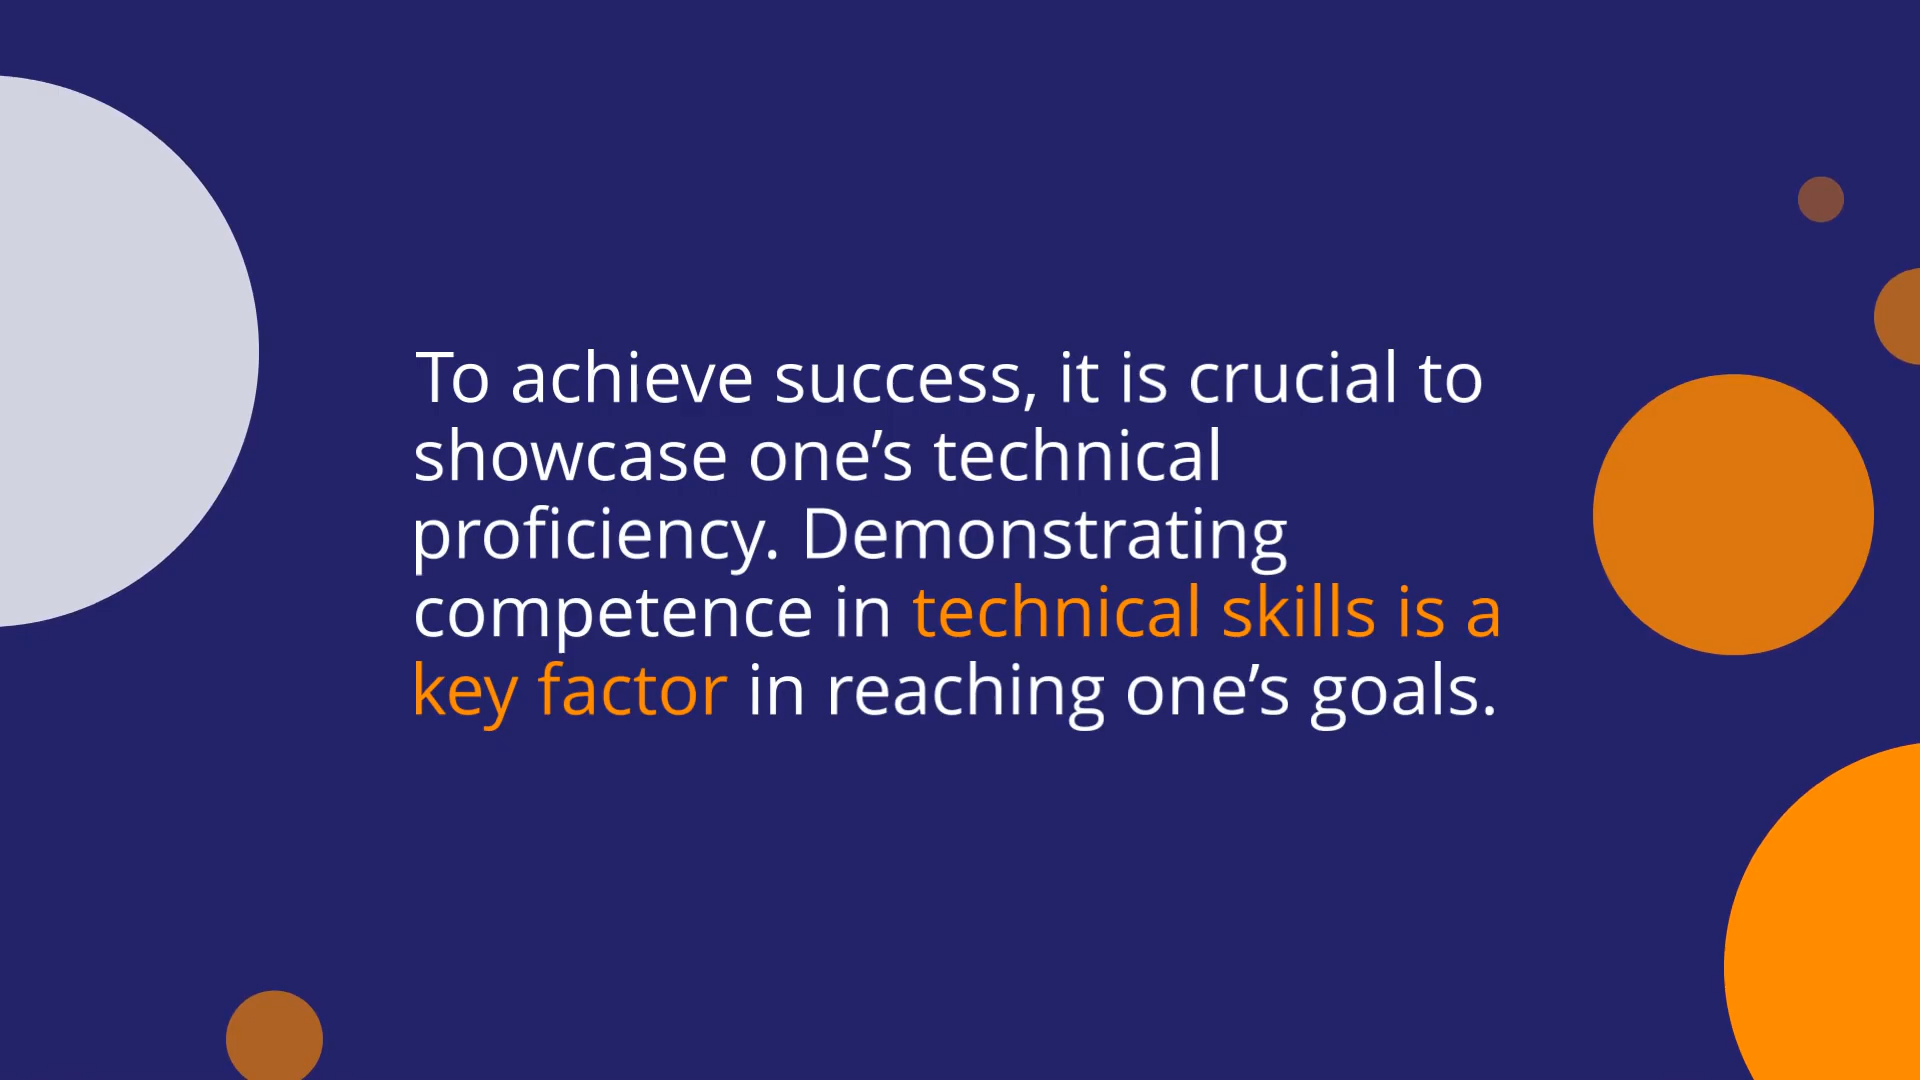 To achieve success, it is crucial to
showcase one’s technical
proficiency. Demonstrating
competence in technical skills is a
key factor in reaching one’s goals.